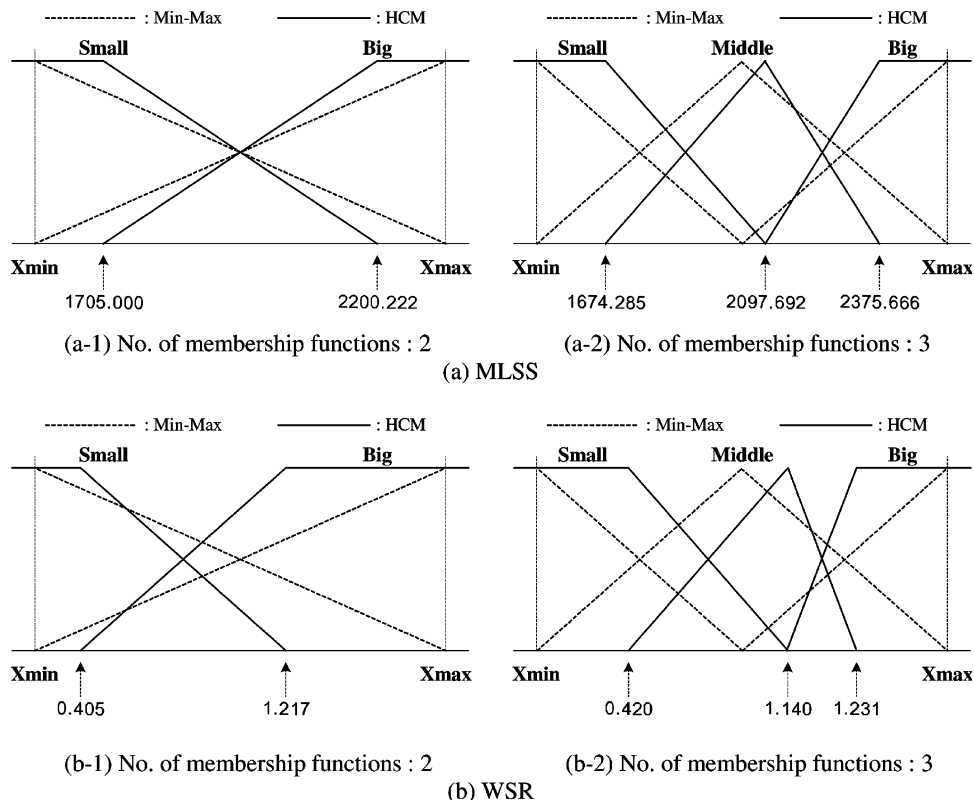 : Min-Max : HCM
Small Big
Xmin Xmax
1705.000 2200.222
(a-1) No. of membership functions : 2
: Min-Max : HCM
Small Middle Big
Xmin Xmax
1674.285 2097.692 2375.666
(a-2) No. of membership functions : 3
(a) MLSS
: Min-Max : HCM
Small Big
Xmin Xmax
0.405 1.217
(b-1) No. of membership functions : 2
: Min-Max : HCM
Small Middle Big
Xmin Xmax
0.420 1.140 1.231
(b-2) No. of membership functions : 3
(b) WSR